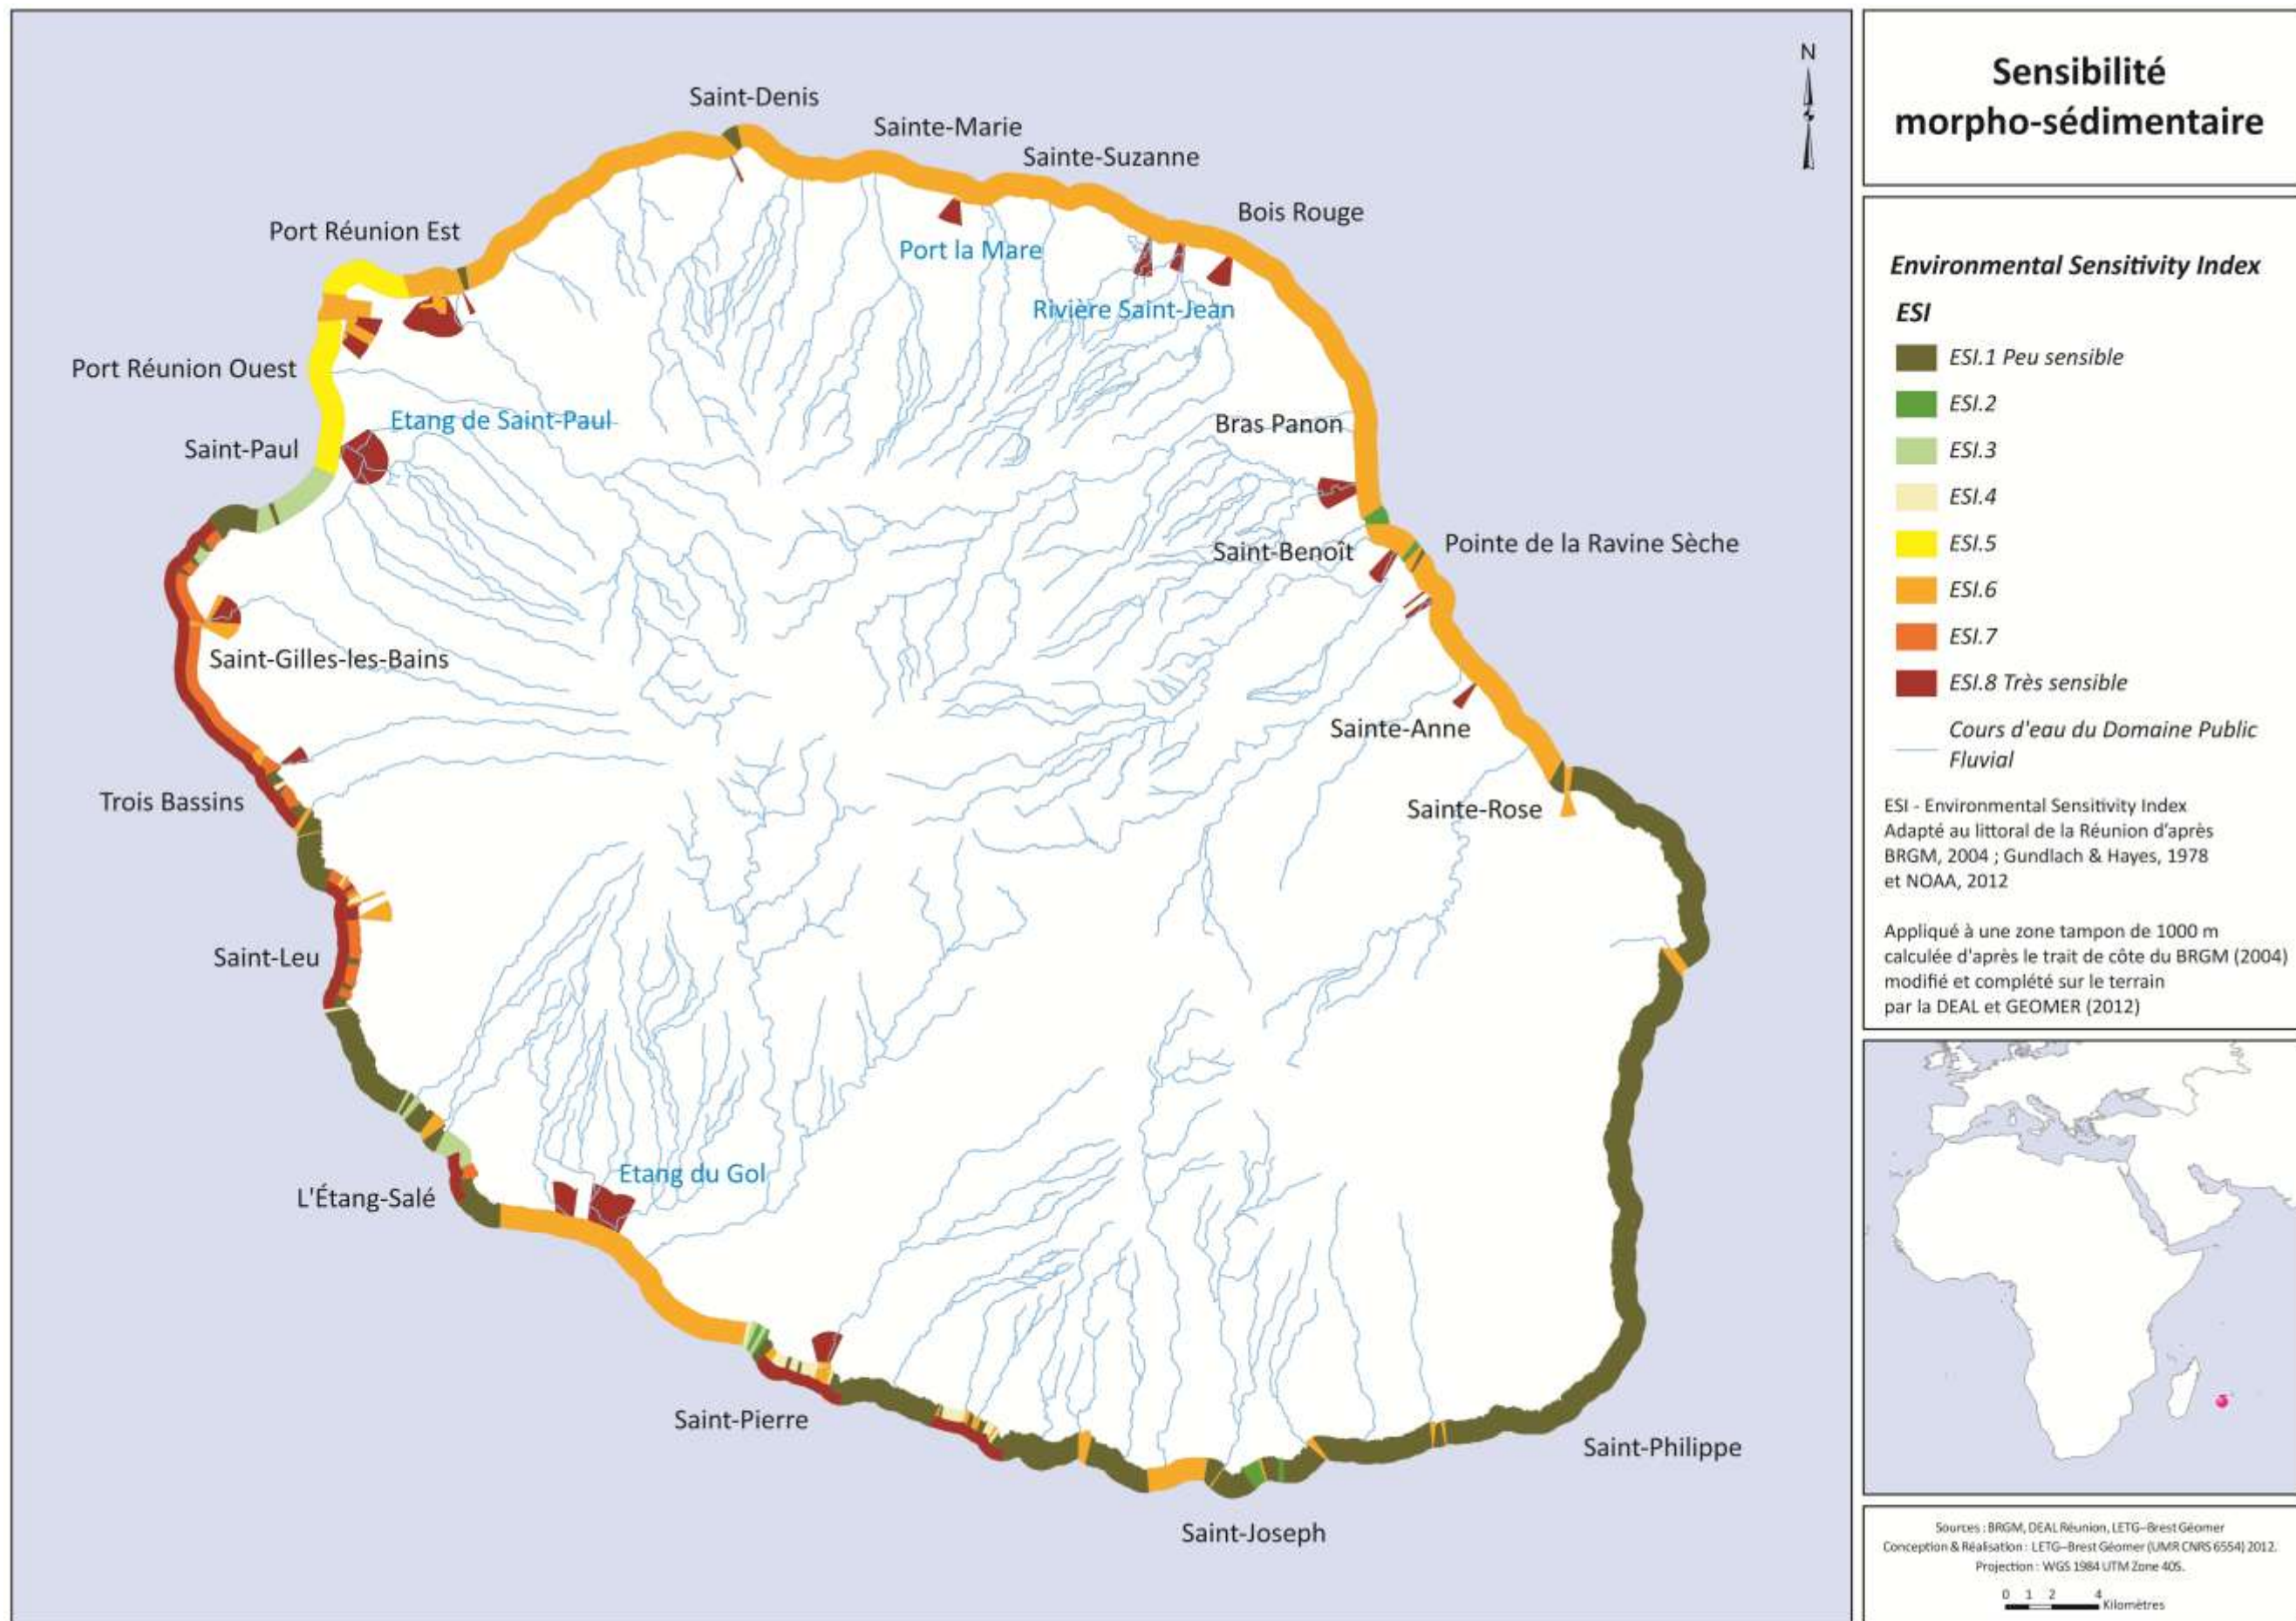 Saint-Denis
Sainte-Marie
Sainte-Suzanne
Bois Rouge
Port Réunion Est
Port la Mare
Rivière Saint-Jean
Port Réunion Ouest
Etang de Saint-Paul
Saint-Paul
Bras Panon
Saint-Benoît
Pointe de la Ravine Sèche
Saint-Gilles-les-Bains
Sainte-Anne
Trois Bassins
Sainte-Rose
Saint-Leu
Etang du Gol
L'Étang-Salé
Saint-Pierre
Saint-Philippe
Saint-Joseph
N
Sensibilité
morpho-sédimentaire
Environmental Sensitivity Index
ESI
ESI.1 Peu sensible
ESI.2
ESI.3
ESI.4
ESI.5
ESI.6
ESI.7
ESI.8 Très sensible
Cours d'eau du Domaine Public
Fluvial
ESI - Environmental Sensitivity Index
Adapté au littoral de la Réunion d'après
BRGM, 2004 ; Gundlach & Hayes, 1978
et NOAA, 2012
Appliqué à une zone tampon de 1000 m
calculée d'après le trait de côte du BRGM (2004)
modifié et complété sur le terrain
par la DEAL et GEOMER (2012)
Sources : BRGM, DEAL Réunion, LETG–Brest Géomer
Conception & Réalisation : LETG–Brest Géomer (UMR CNRS 6554) 2012.
Projection : WGS 1984 UTM Zone 40S.
0 1 2 4
Kilomètres